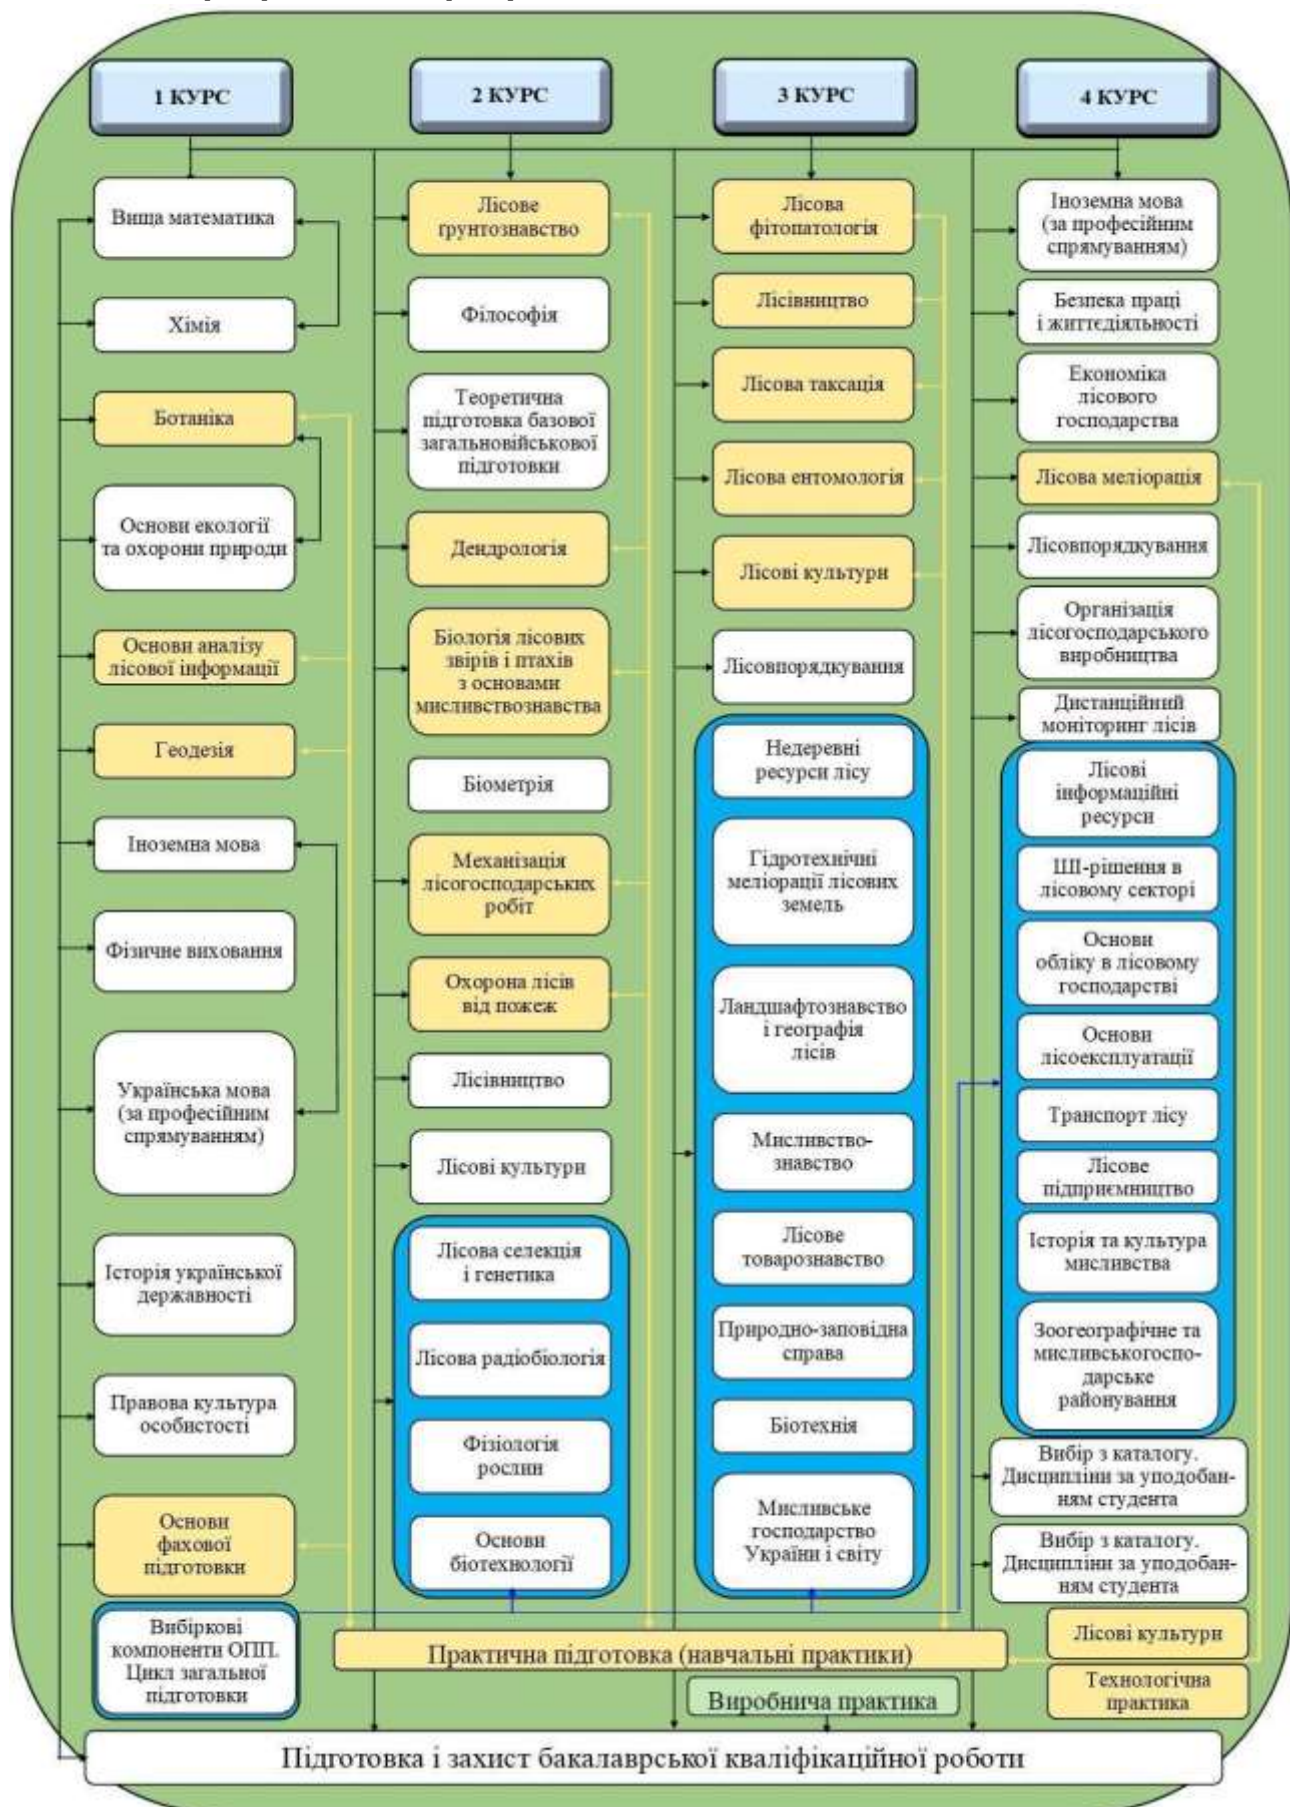 1 КУРС
Вища математика
Хімія
Ботаніка
Основи екології
та охорони природи
Основи аналізу
лісової інформації
Геодезія
Іноземна мова
Фізичне виховання
Українська мова
(за професійним
спрямуванням)
Історія української
державності
Правова культура
особистості
Основи
фахової
підготовки
Вибіркові
компоненти ОПП.
Цикл загальної
підготовки
2 КУРС
Лісове
ґрунтознавство
Філософія
Теоретична
підготовка базової
загальновійськової
підготовки
Дендрологія
Біологія лісових
звірів і птахів
з основами
мисливствознавства
Біометрія
Механізація
лісогосподарських
робіт
Охорона лісів
від пожеж
Лісівництво
Лісові культури
Лісова селекція
і генетика
Лісова радіобіологія
Фізіологія
рослин
Основи
біотехнології
3 КУРС
Лісова
фітопатологія
Лісівництво
Лісова таксація
Лісова ентомологія
Лісові культури
Лісовпорядкування
Недеревні
ресурси лісу
Гідротехнічні
меліорації лісових
земель
Ландшафтознавство
і географія
лісів
Мисливство-
знавство
Лісове
товарознавство
Природно-заповідна
справа
Біотехнія
Мисливське
господарство
України і світу
4 КУРС
Іноземна мова
(за професійним
спрямуванням)
Безпека праці
і життєдіяльності
Економіка
лісового
господарства
Лісова меліорація
Лісовпорядкування
Організація
лісогосподарського
виробництва
Дистанційний
моніторинг лісів
Лісові
інформаційні
ресурси
ШІ-рішення в
лісовому секторі
Основи
обліку в лісовому
господарстві
Основи
лісоексплуатації
Транспорт лісу
Лісове
підприємництво
Історія та культура
мисливства
Зоогеографічне та
мисливськогоспо-
дарське
районування
Вибір з каталогу.
Дисципліни за уподобан-
ням студента
Вибір з каталогу.
Дисципліни за уподобан-
ням студента
Лісові культури
Технологічна
практика
Практична підготовка (навчальні практики)
Виробнича практика
Підготовка і захист бакалаврської кваліфікаційної роботи